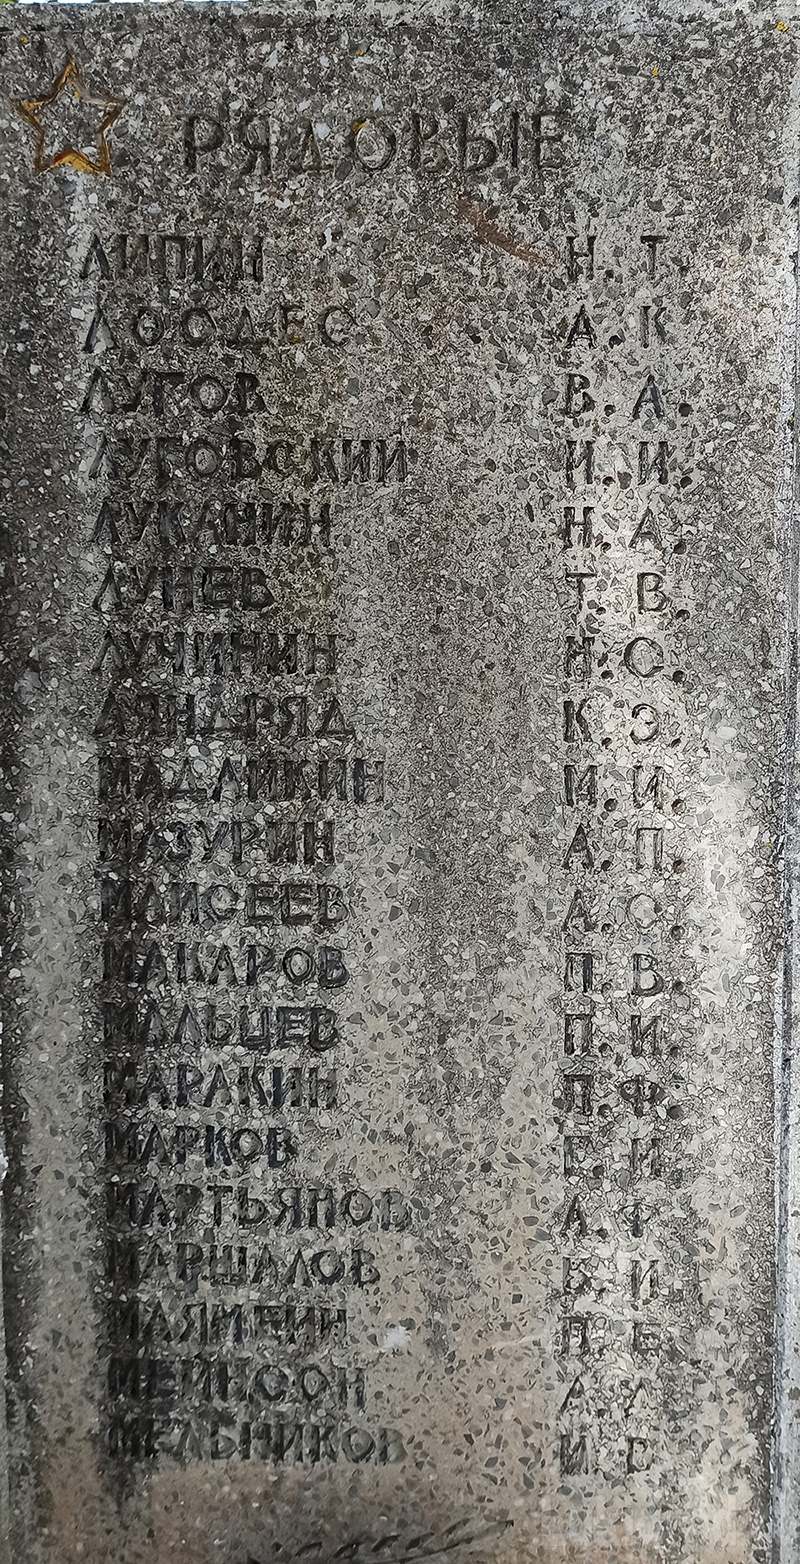 РЯДОВЫЕ
ЛИПИН Н. Т.
ЛООДЕС А. К
ЛУГОВ В. А.
ЛУГОВСКИЙ И. И.
ЛУКАНИН Н. А.
ЛУНЕВ Т. В.
ЛУЧИНИН Н. С.
ЛЯНДРЯД К. Э.
МАДАЙКИН М. И.
МАЗУРИН А. П.
МАИСЕЕВ А. С.
МАКАРОВ П. В.
МАЛЬЦЕВ П. И.
МАРАКИН П. Ф.
МАРКОВ Г. И.
МАРТЬЯНОВ А. Ф
МАРШАЛОВ В. И
П. Е
МЕЙНСОН А
МЕЛЬНИКОВ И.